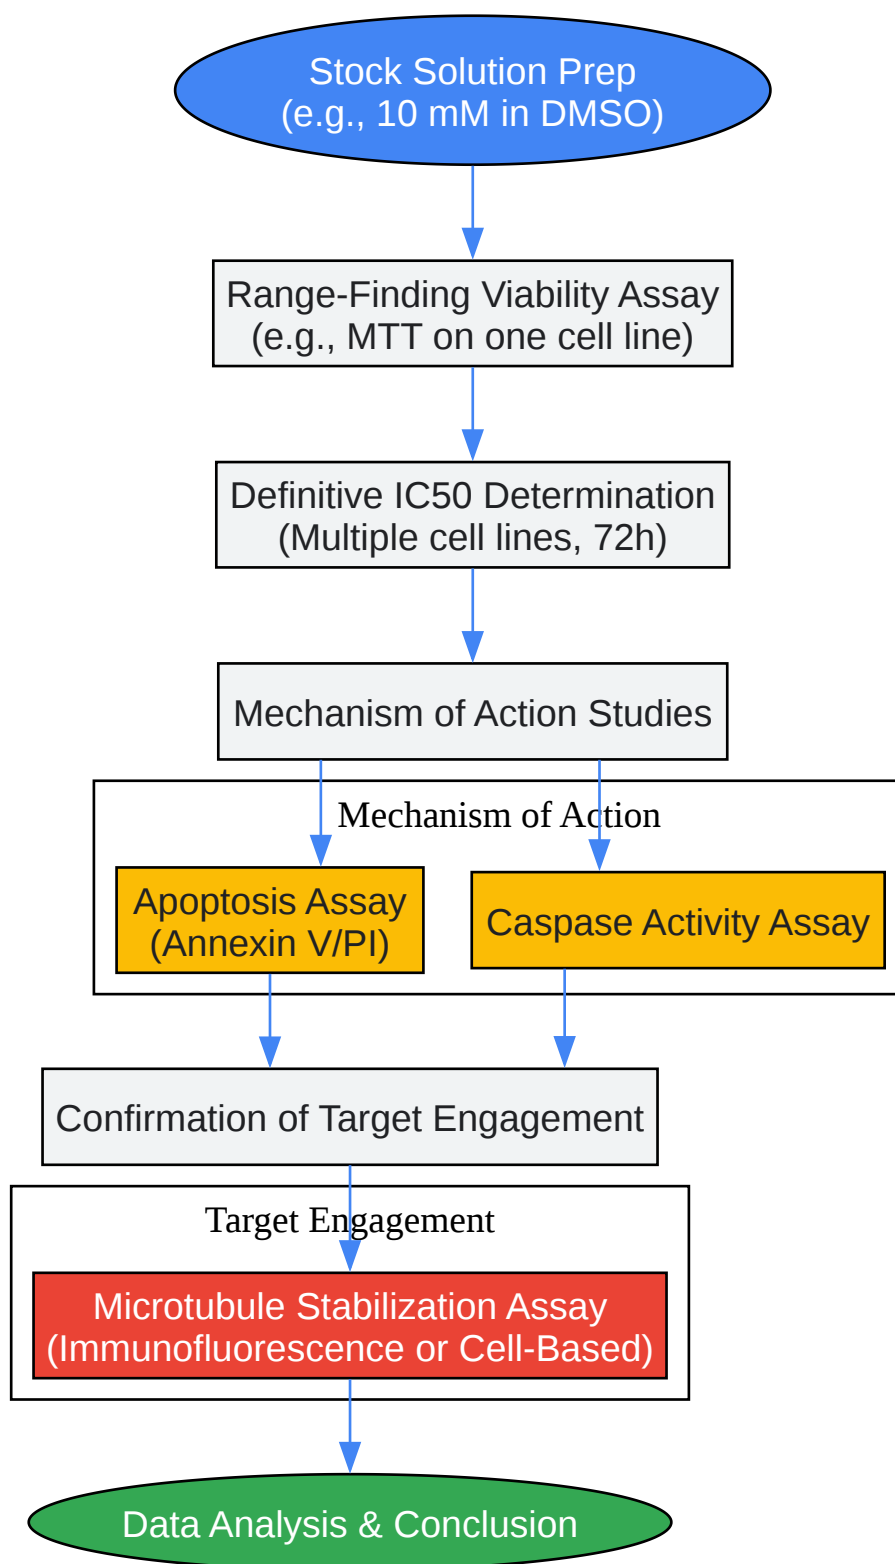 Stock Solution Prep
(e.g., 10 mM in DMSO)
Range-Finding Viability Assay
(e.g., MTT on one cell line)
Definitive IC50 Determination
(Multiple cell lines, 72h)
Mechanism of Action Studies
Mechanism of Action
Apoptosis Assay
(Annexin V/PI)
Caspase Activity Assay
Confirmation of Target Engagement
Target Engagement
Microtubule Stabilization Assay
(Immunofluorescence or Cell-Based)
Data Analysis & Conclusion